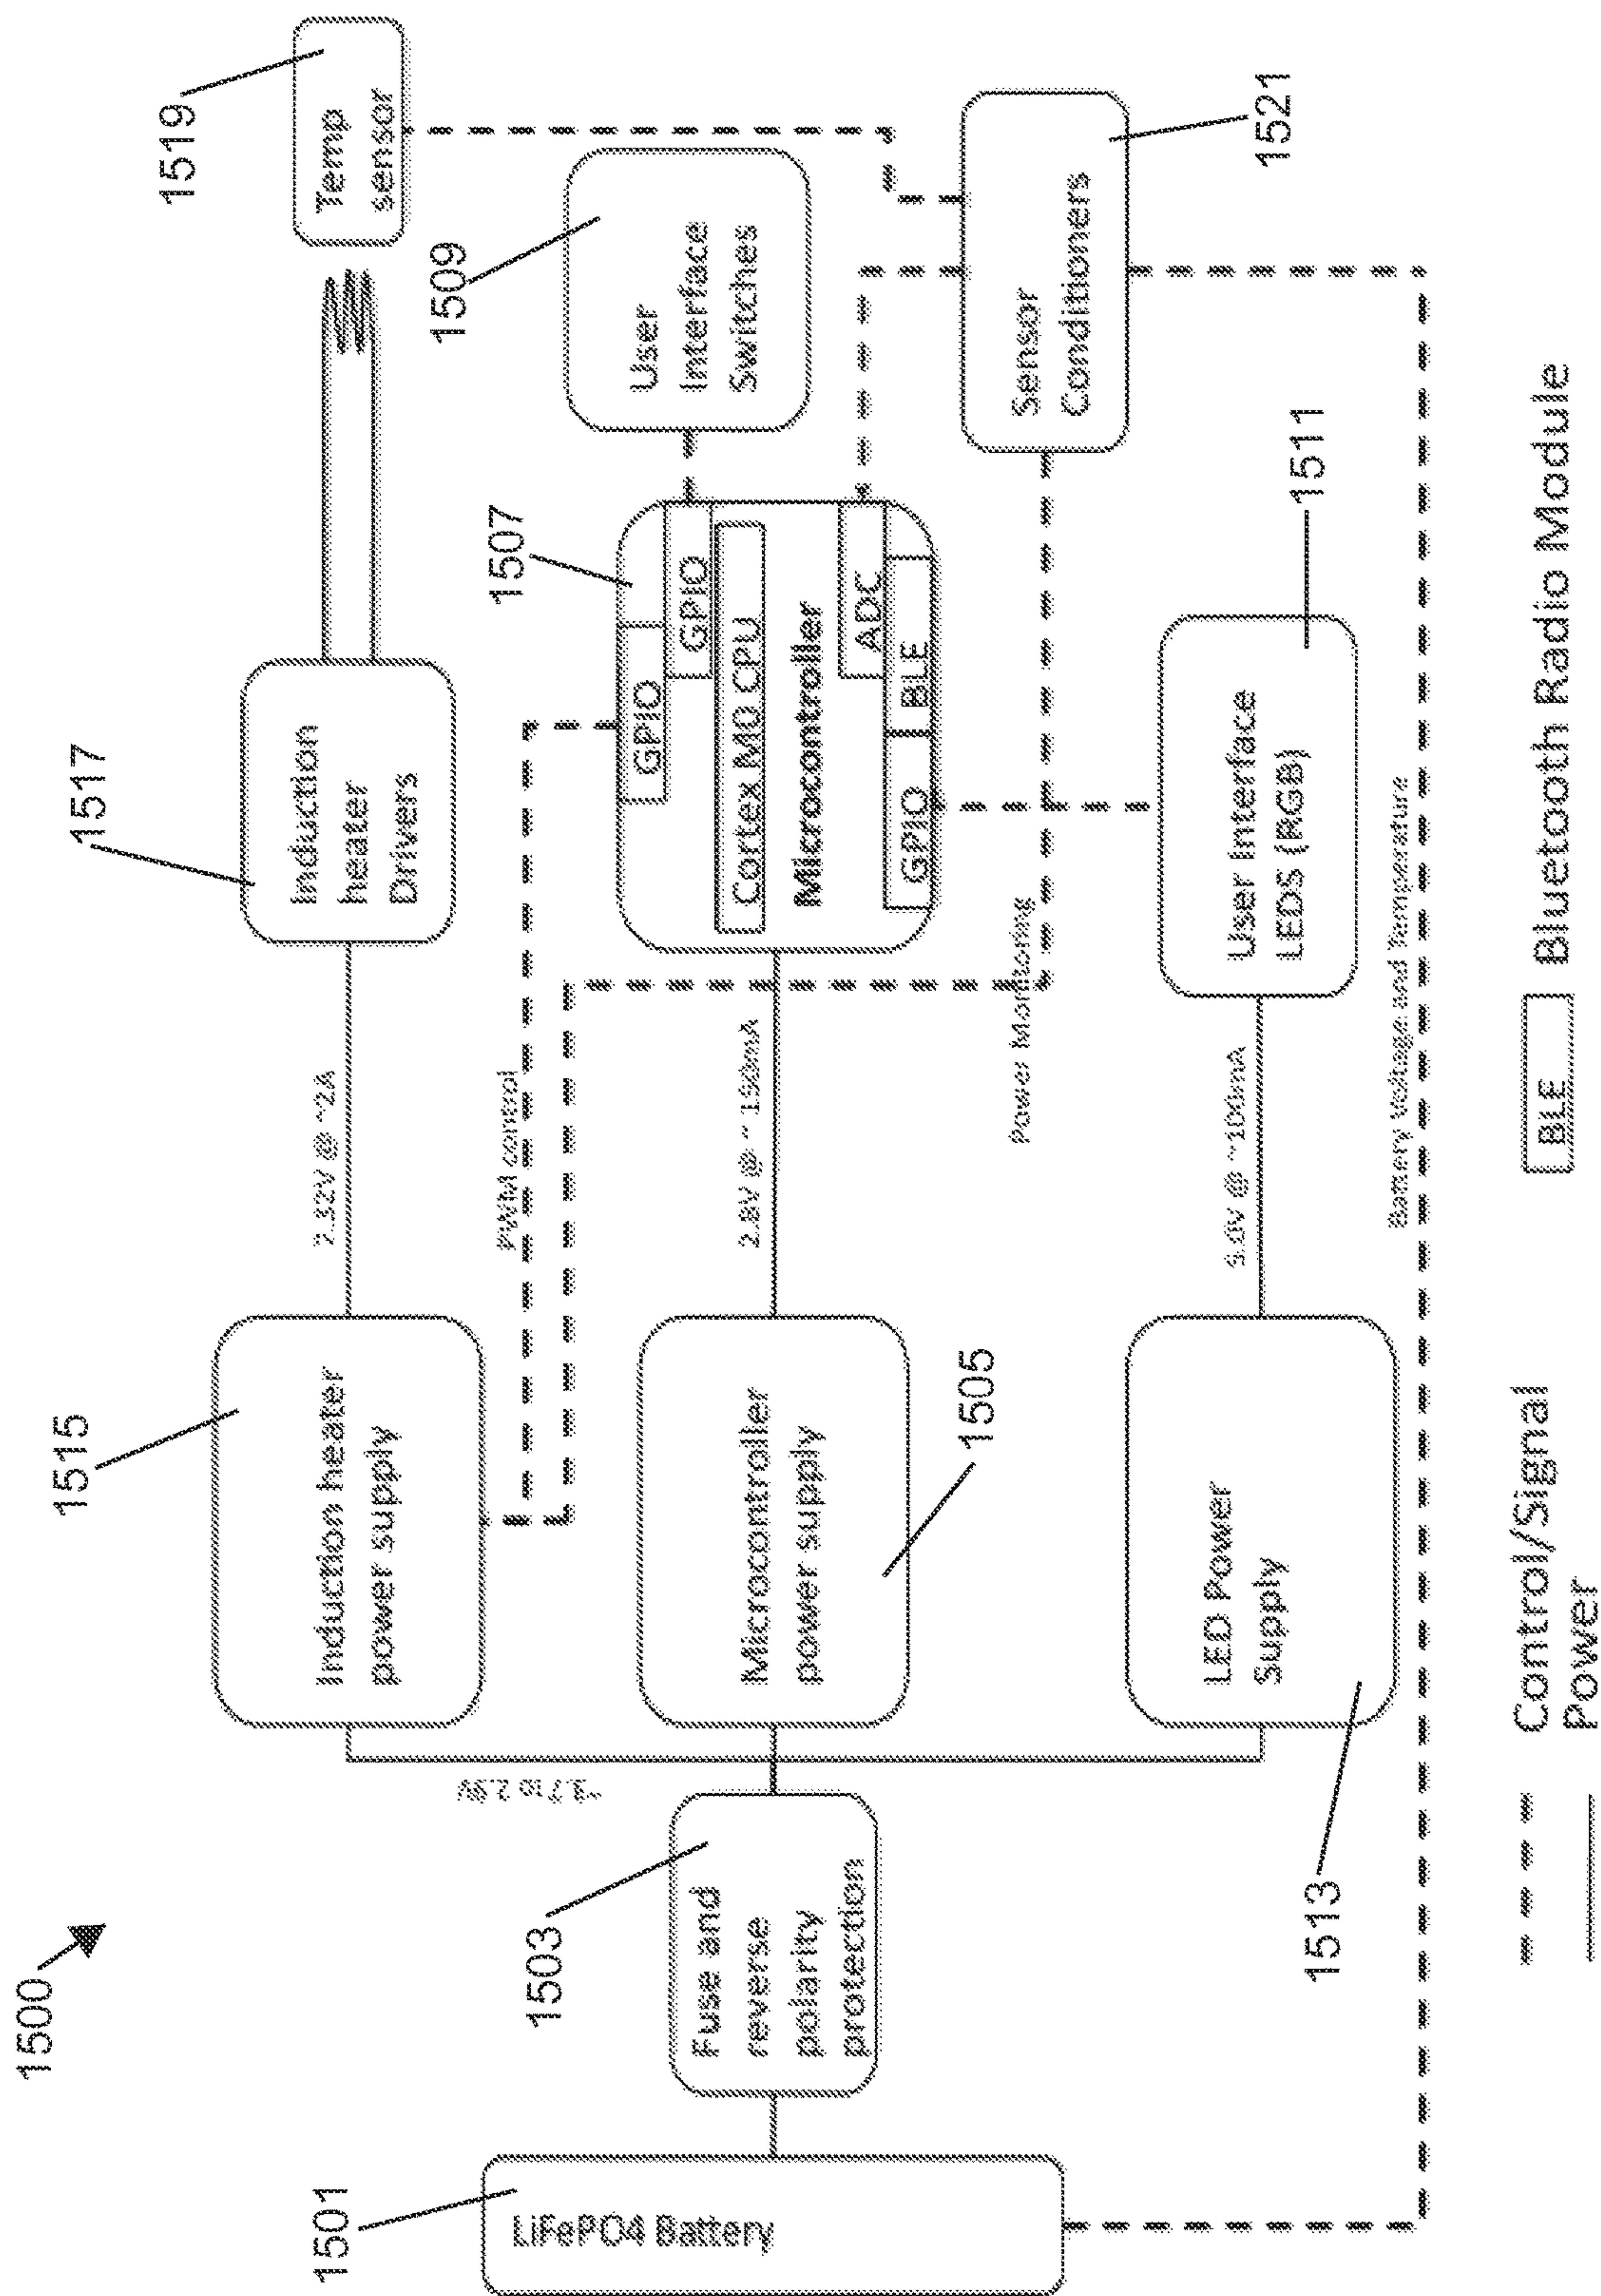 1500
1501
LiFePO4 Battery
1503
Fuse and
reverse
polarity
protection
~3.7 to 2.9V
1515
Induction heater
power supply
Microcontroller
power supply
1505
LED Power
Supply
1513
2.32V @ ~2A
PWM control
2.8V @ ~ 150mA
Power Monitoring
5.0V @ ~100mA
Battery Voltage and Temperature
1517
Induction
heater
Drivers
1507
GPIO
GPIO
Cortex M0 CPU
Microcontroller
ADC
GPIO
BLE
User Interface
LEDS (RGB)
1511
1519
Temp
sensor
1509
User
Interface
Switches
Sensor
Conditioners
1521
Control/Signal
Power
BLE
Bluetooth Radio Module